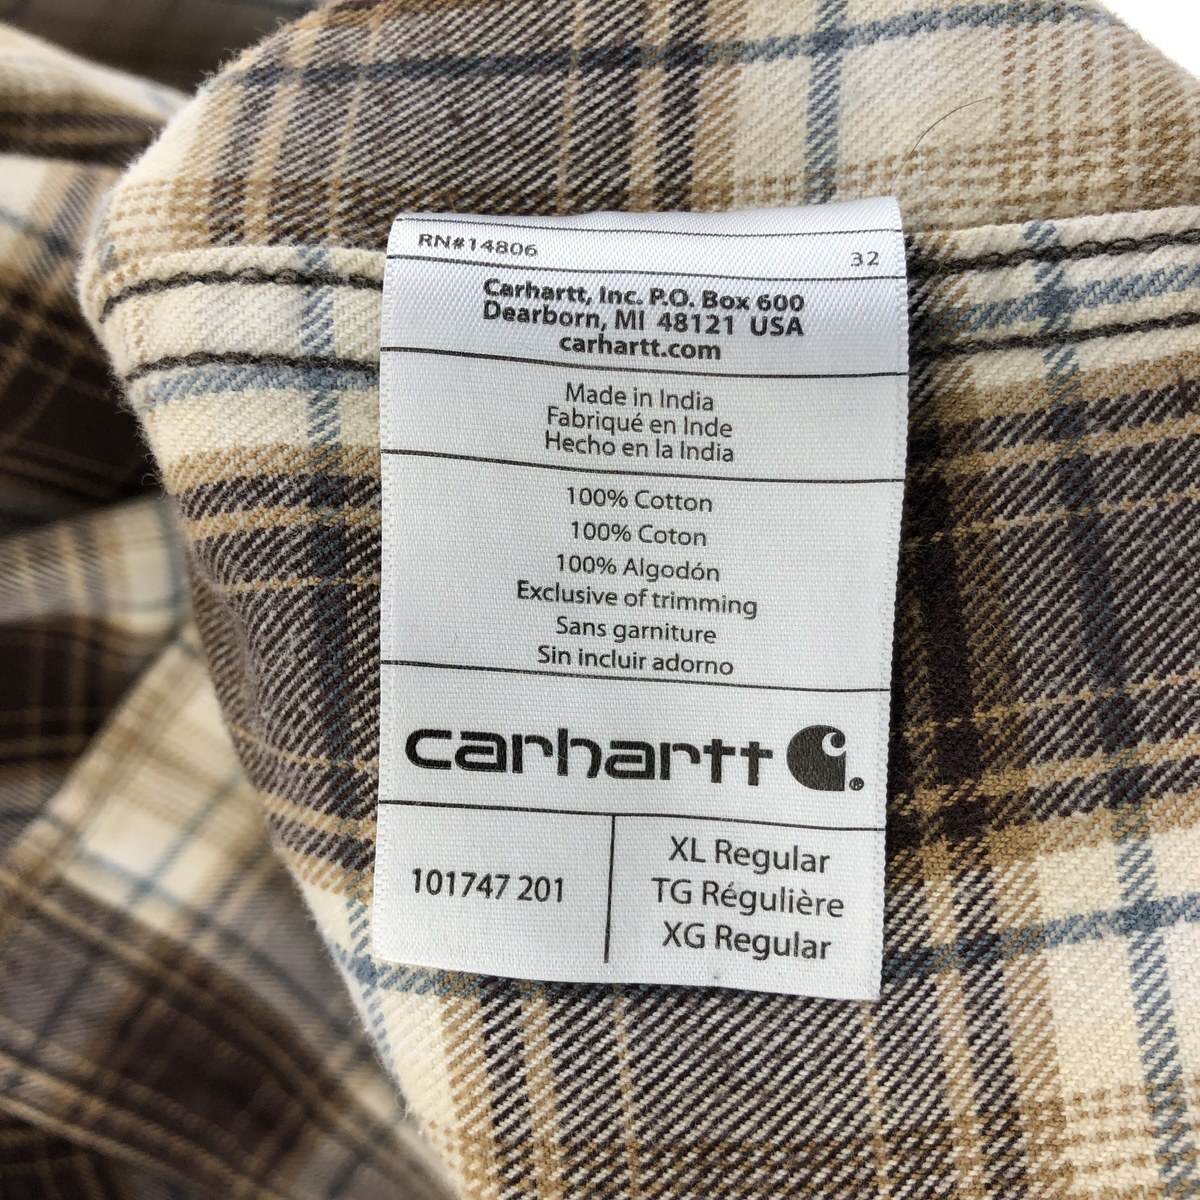 RN#14806 32
Carhartt, Inc. P.O. Box 600
Dearborn, MI 48121 USA
carhartt.com
Made in India
Fabriqué en Inde
Hecho en la India
100% Cotton
100% Coton
100% Algodón
Exclusive of trimming
Sans garniture
Sin incluir adorno
carhartt ®
101747 201
XL Regular
TG Régulière
XG Regular